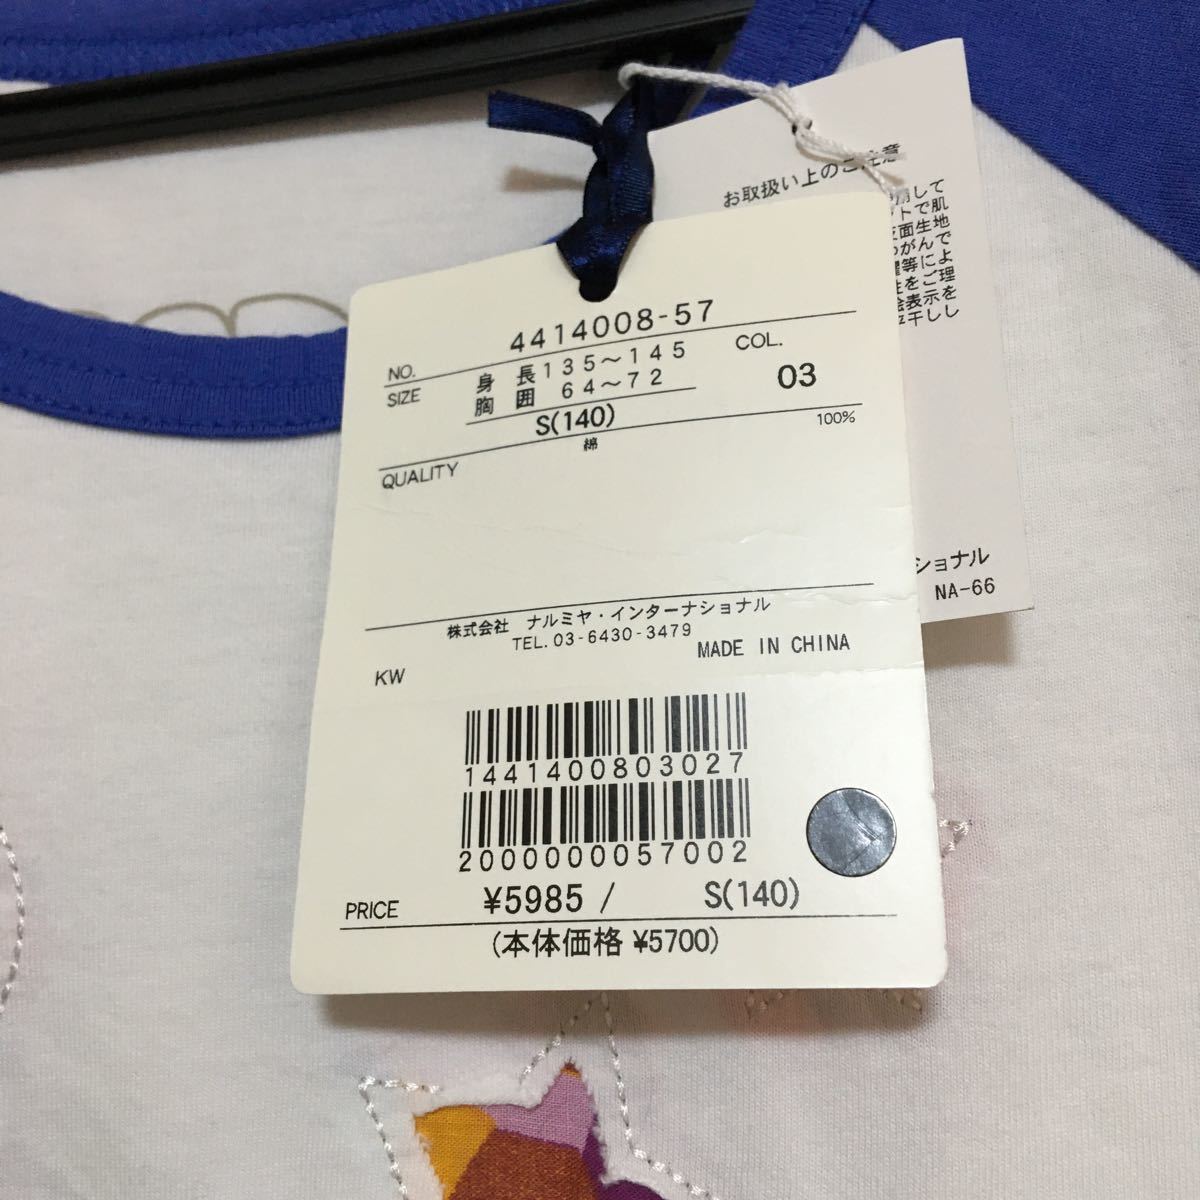 お取扱い上のご注意
して
トで肌
面生地
がんで
等によ
をご理
表示を
干しし
ショナル
NA-66
NO. 4414008-57
SIZE 身長135～145 COL.
胸囲 64～72 03
S(140)
QUALITY 綿 100%
株式会社 ナルミヤ・インターナショナル
TEL. 03-6430-3479
KW MADE IN CHINA
1441400803027
2000000057002
PRICE ¥5985 / S(140)
(本体価格 ¥5700)